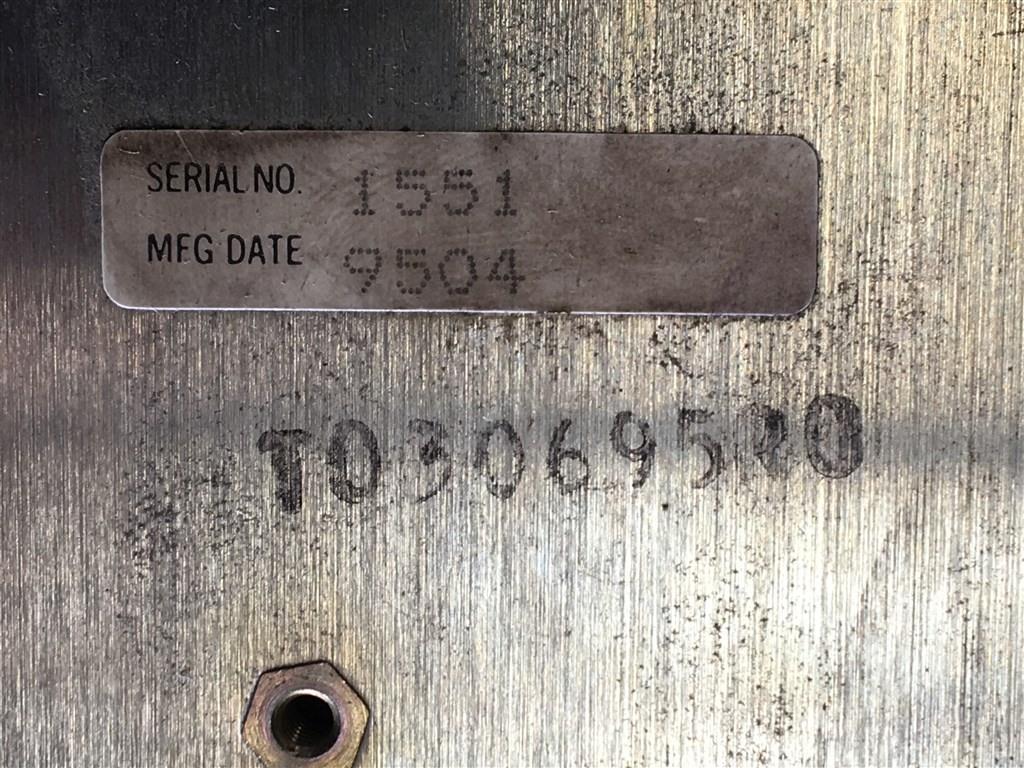 SERIAL NO. 1551
MFG DATE 9504